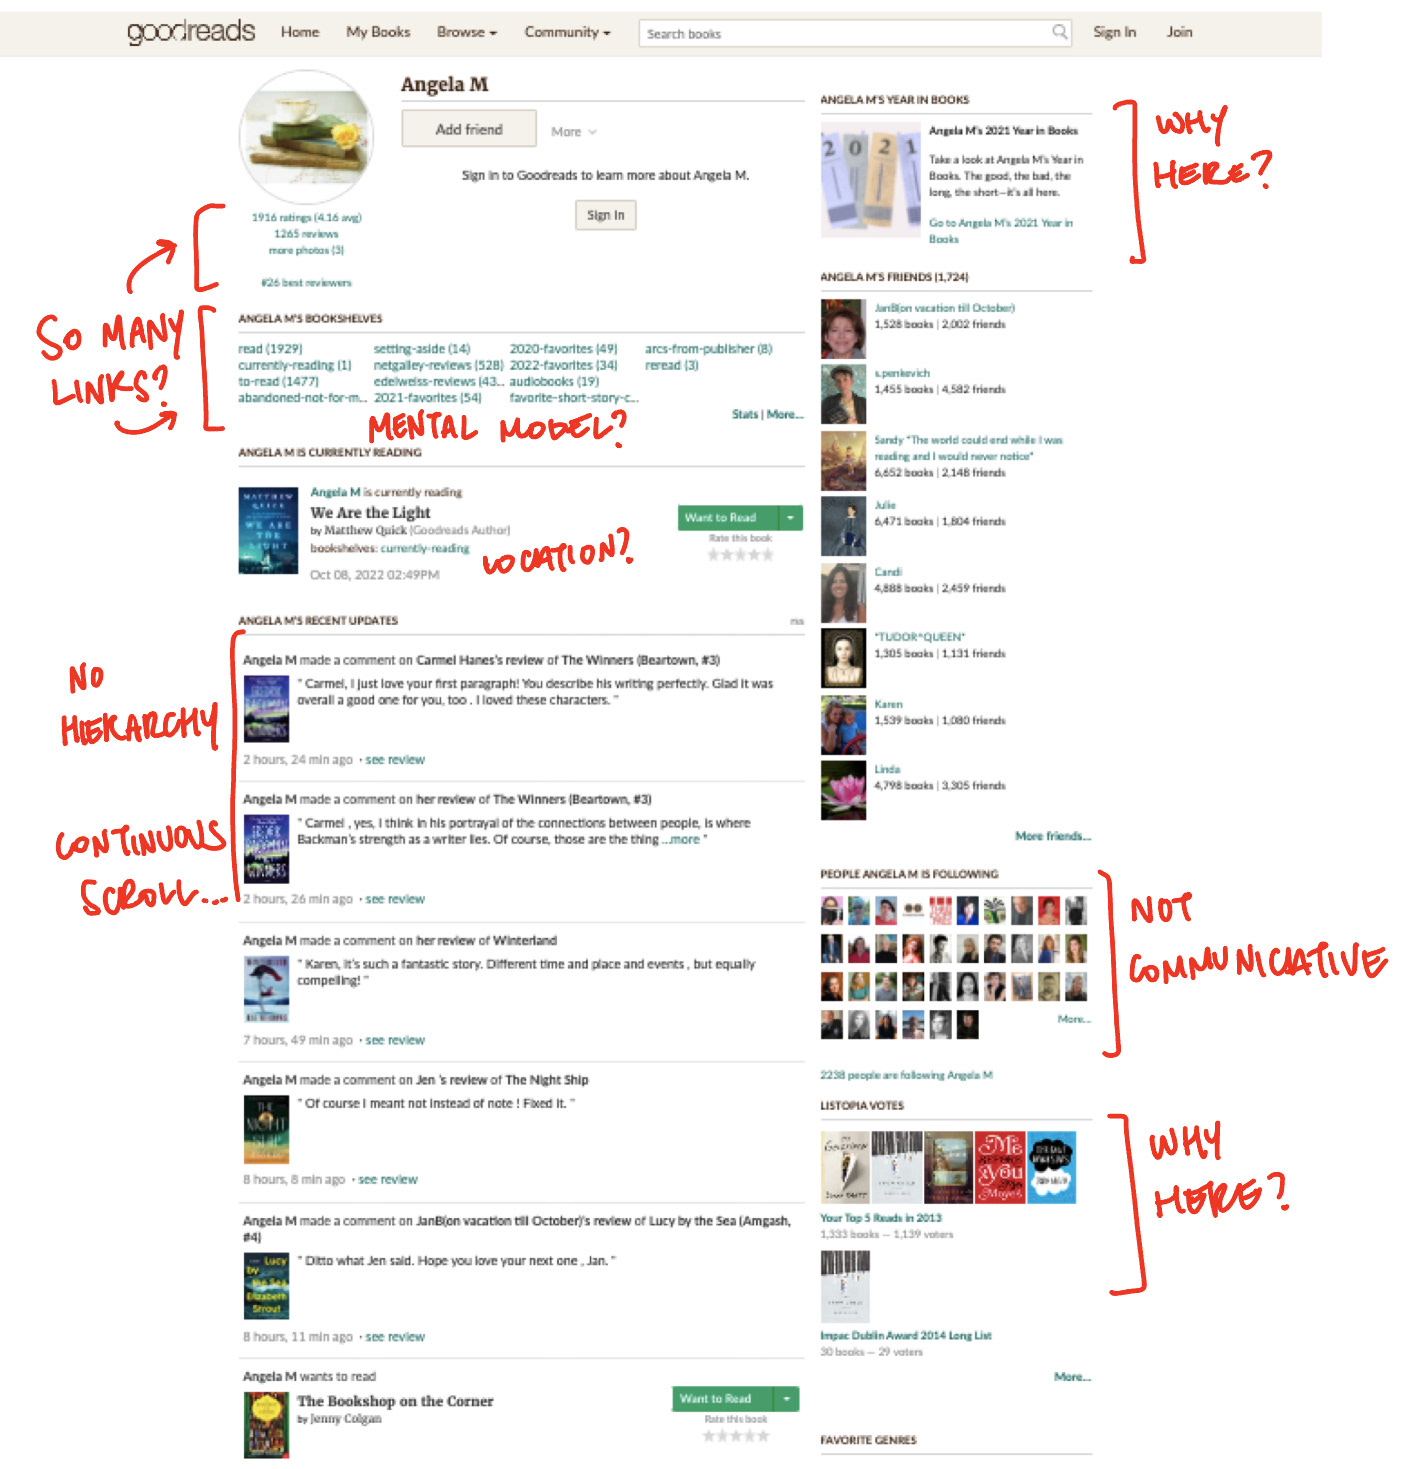 goodreads
Home
My Books
Browse
Community
Search books
Sign In
Join
Angela M
Add friend
More
Sign in to Goodreads to learn more about Angela M.
Sign In
1916 ratings (4.16 avg)
1265 reviews
more photos (3)
#26 best reviewers
SO MANY
LINKS?
ANGELA M'S BOOKSHELVES
read (1929)
currently-reading (1)
to-read (1477)
abandoned-not-for-m...
setting-aside (14)
netgalley-reviews (528)
edelweiss-reviews (43...
2021-favorites (54)
2020-favorites (49)
2022-favorites (34)
audiobooks (19)
favorite-short-story-c...
arcs-from-publisher (8)
reread (3)
Stats | More...
MENTAL MODEL?
ANGELA M IS CURRENTLY READING
MATTHEW
QUICK
WE ARE
THE
LIGHT
Angela M is currently reading
We Are the Light
by Matthew Quick (Goodreads Author)
bookshelves: currently-reading
Oct 08, 2022 02:49PM
Want to Read
Rate this book
LOCATION?
ANGELA M'S RECENT UPDATES
rss
NO
HIERARCHY
CONTINUOUS
SCROLL...
Angela M made a comment on Carmel Hanes's review of The Winners (Beartown, #3)
" Carmel, I just love your first paragraph! You describe his writing perfectly. Glad it was
overall a good one for you, too . I loved these characters. "
2 hours, 24 min ago • see review
Angela M made a comment on her review of The Winners (Beartown, #3)
" Carmel , yes, I think in his portrayal of the connections between people, is where
Backman's strength as a writer lies. Of course, those are the thing ...more "
2 hours, 26 min ago • see review
Angela M made a comment on her review of Winterland
" Karen, it's such a fantastic story. Different time and place and events , but equally
compelling! "
7 hours, 49 min ago • see review
Angela M made a comment on Jen 's review of The Night Ship
THE
NIGHT
SHIP
" Of course I meant not instead of note ! Fixed it. "
8 hours, 8 min ago • see review
Angela M made a comment on JanB(on vacation till October)'s review of Lucy by the Sea (Amgash,
#4)
Lucy
by
the Sea
Elizabeth
Strout
" Ditto what Jen said. Hope you love your next one , Jan. "
8 hours, 11 min ago • see review
Angela M wants to read
The Bookshop on the Corner
by Jenny Colgan
Want to Read
Rate this book
ANGELA M'S YEAR IN BOOKS
2021
Angela M's 2021 Year in Books
Take a look at Angela M's Year in
Books. The good, the bad, the
long, the short—it's all here.
Go to Angela M's 2021 Year in
Books
WHY
HERE?
ANGELA M'S FRIENDS (1,724)
JanB(on vacation till October)
1,528 books | 2,002 friends
s.penkevich
1,455 books | 4,582 friends
Sandy "The world could end while I was
reading and I would never notice"
6,652 books | 2,148 friends
Julie
6,471 books | 1,804 friends
Candi
4,888 books | 2,459 friends
"TUDOR^QUEEN"
1,305 books | 1,131 friends
Karen
1,539 books | 1,080 friends
Linda
4,798 books | 3,305 friends
More friends...
PEOPLE ANGELA M IS FOLLOWING
More...
NOT
COMMUNICATIVE
2238 people are following Angela M
LISTOPIA VOTES
Me
Before
You
Moyes
Your Top 5 Reads in 2013
1,333 books — 1,139 voters
Impac Dublin Award 2014 Long List
30 books — 29 voters
More...
WHY
HERE?
FAVORITE GENRES